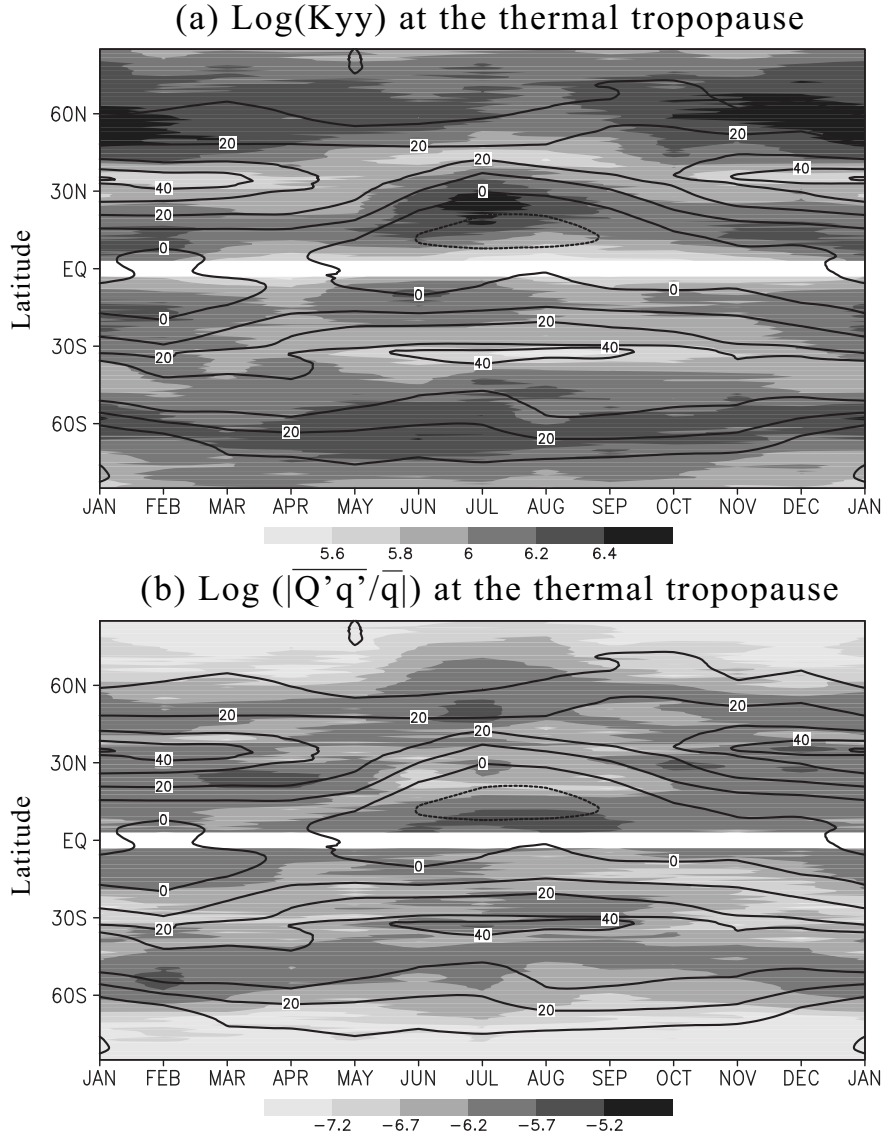 (a) Log(Kyy) at the thermal tropopause
Latitude
60N
30N
EQ
30S
60S
20 20 20 20
40 40
20 0
0 0 0
0 20
20 40 40
20 20
JAN FEB MAR APR MAY JUN JUL AUG SEP OCT NOV DEC JAN
5.6 5.8 6 6.2 6.4
(b) Log (|Q’q’/q|) at the thermal tropopause
Latitude
60N
30N
EQ
30S
60S
20 20 20 20
40 40
20 0
0 0 0
0 20
20 40 40
20 20
JAN FEB MAR APR MAY JUN JUL AUG SEP OCT NOV DEC JAN
−7.2 −6.7 −6.2 −5.7 −5.2